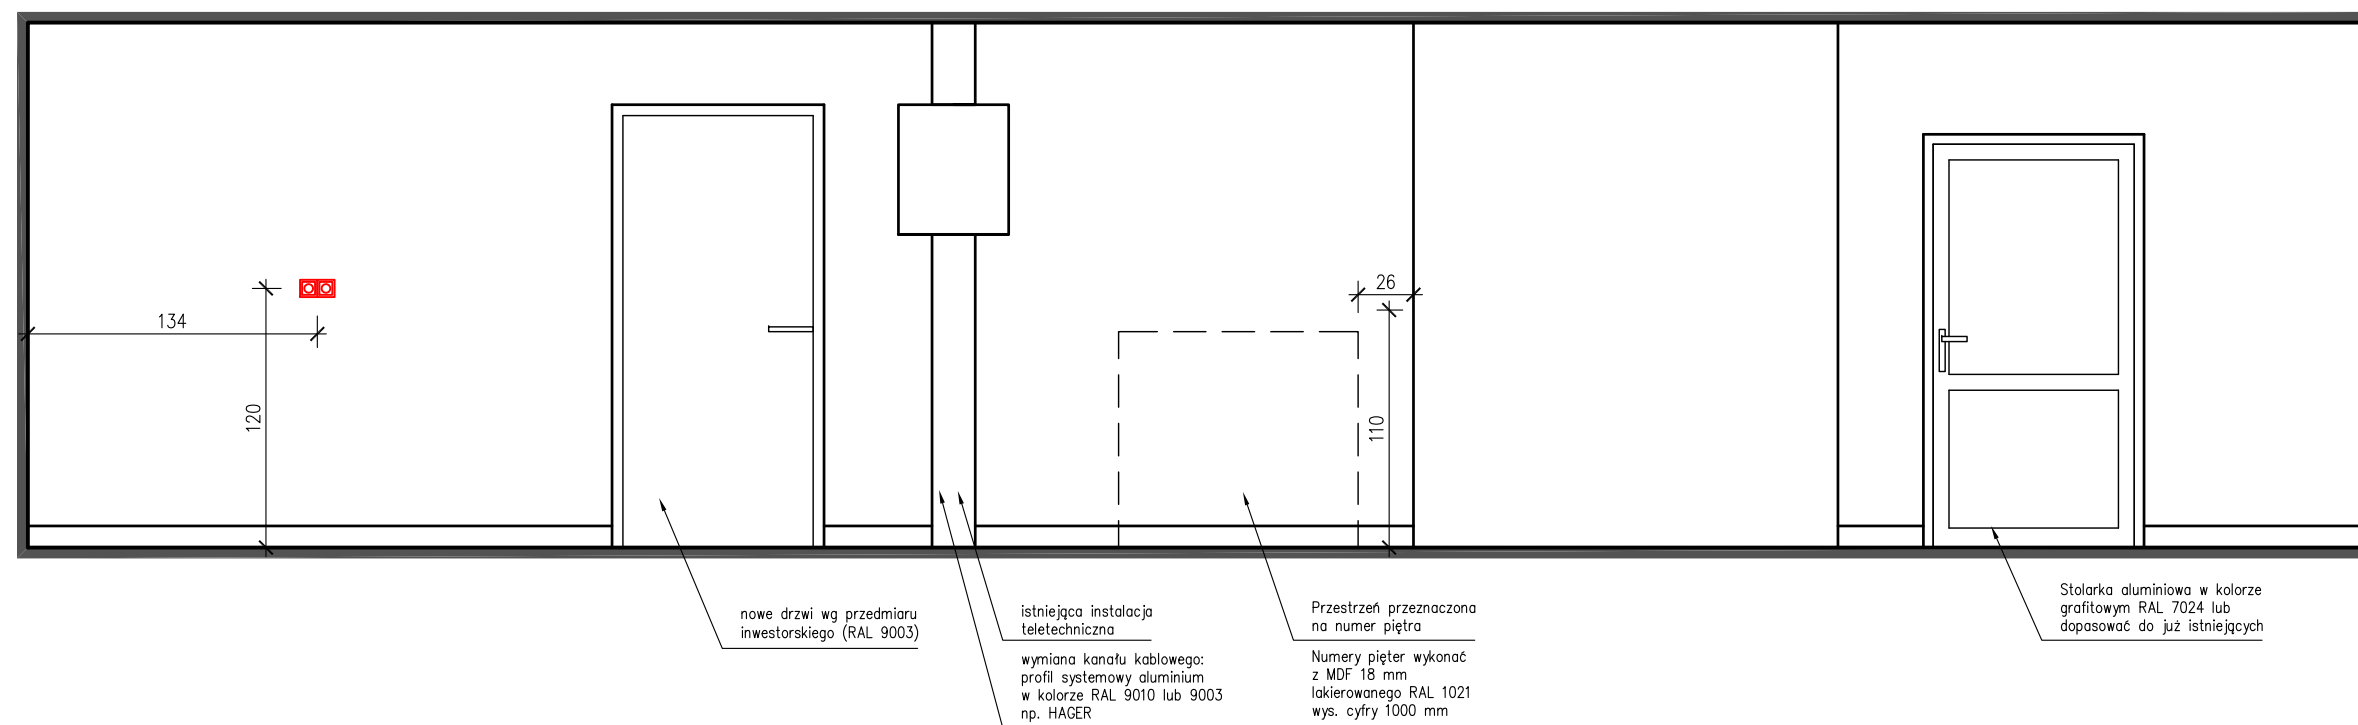 134
120
26
110
nowe drzwi wg przedmiaru
inwestorskiego (RAL 9003)
istniejąca instalacja
teletechniczna
wymiana kanału kablowego:
profil systemowy aluminium
w kolorze RAL 9010 lub 9003
np. HAGER
Przestrzeń przeznaczona
na numer piętra
Numery pięter wykonać
z MDF 18 mm
lakierowanego RAL 1021
wys. cyfry 1000 mm
Stolarka aluminiowa w kolorze
grafitowym RAL 7024 lub
dopasować do już istniejących